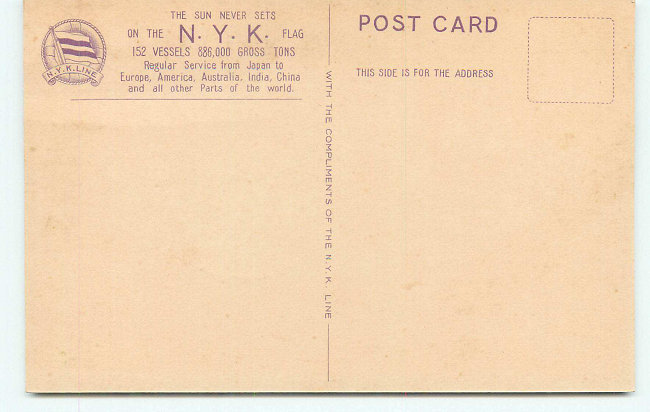 THE SUN NEVER SETS
ON THE N.Y.K. FLAG
152 VESSELS 886,000 GROSS TONS
Regular Service from Japan to
Europe, America, Australia, India, China
and all other Parts of the world.
N.Y.K.LINE
WITH THE COMPLIMENTS OF THE N.Y.K. LINE
POST CARD
THIS SIDE IS FOR THE ADDRESS